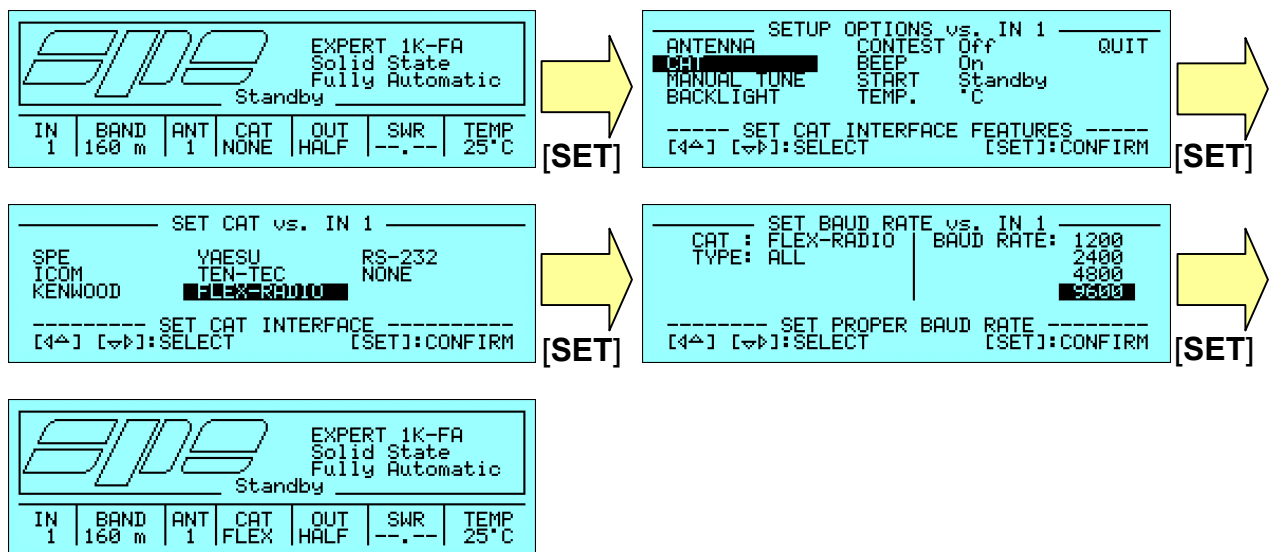 EXPERT 1K-FA
Solid State
Fully Automatic
Standby
IN BAND ANT CAT OUT SWR TEMP
1 160 m 1 NONE HALF --.-- 25°C
[SET]
SETUP OPTIONS vs. IN 1
ANTENNA CONTEST Off QUIT
CAT BEEP On
MANUAL TUNE START Standby
BACKLIGHT TEMP. °C
----- SET CAT INTERFACE FEATURES -----
[◁△] [▽▷]:SELECT [SET]:CONFIRM
[SET]
SET CAT vs. IN 1
SPE YAESU RS-232
ICOM TEN-TEC NONE
KENWOOD FLEX-RADIO
--------- SET CAT INTERFACE ----------
[◁△] [▽▷]:SELECT [SET]:CONFIRM
[SET]
SET BAUD RATE vs. IN 1
CAT : FLEX-RADIO BAUD RATE: 1200
TYPE: ALL 2400
4800
9600
-------- SET PROPER BAUD RATE --------
[◁△] [▽▷]:SELECT [SET]:CONFIRM
[SET]
spe
EXPERT 1K-FA
Solid State
Fully Automatic
Standby
IN BAND ANT CAT OUT SWR TEMP
1 160 m 1 FLEX HALF --.-- 25°C